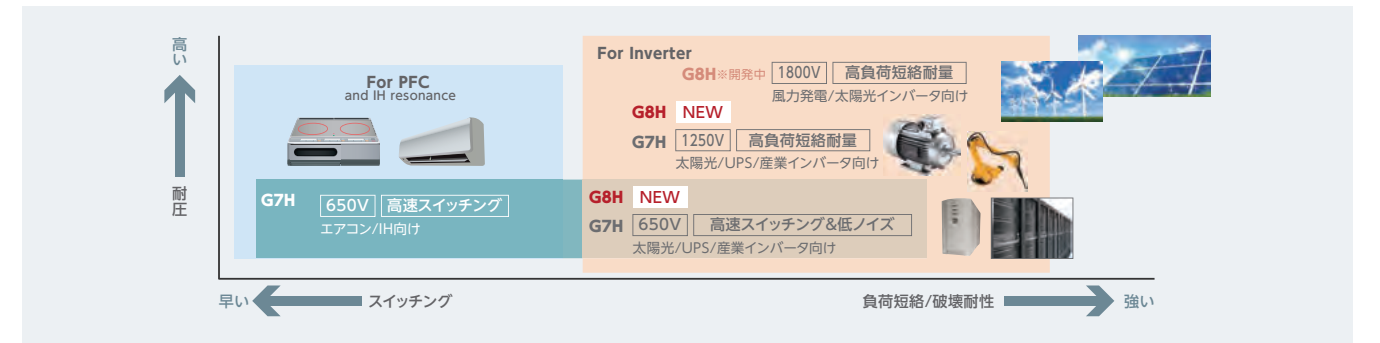 高い
耐圧
For PFC
and IH resonance
G7H 650V 高速スイッチング
エアコン/IH向け
For Inverter
G8H※開発中 1800V 高負荷短絡耐量
風力発電/太陽光インバータ向け
G8H NEW
G7H 1250V 高負荷短絡耐量
太陽光/UPS/産業インバータ向け
G8H NEW
G7H 650V 高速スイッチング&低ノイズ
太陽光/UPS/産業インバータ向け
早い スイッチング 負荷短絡/破壊耐性 強い